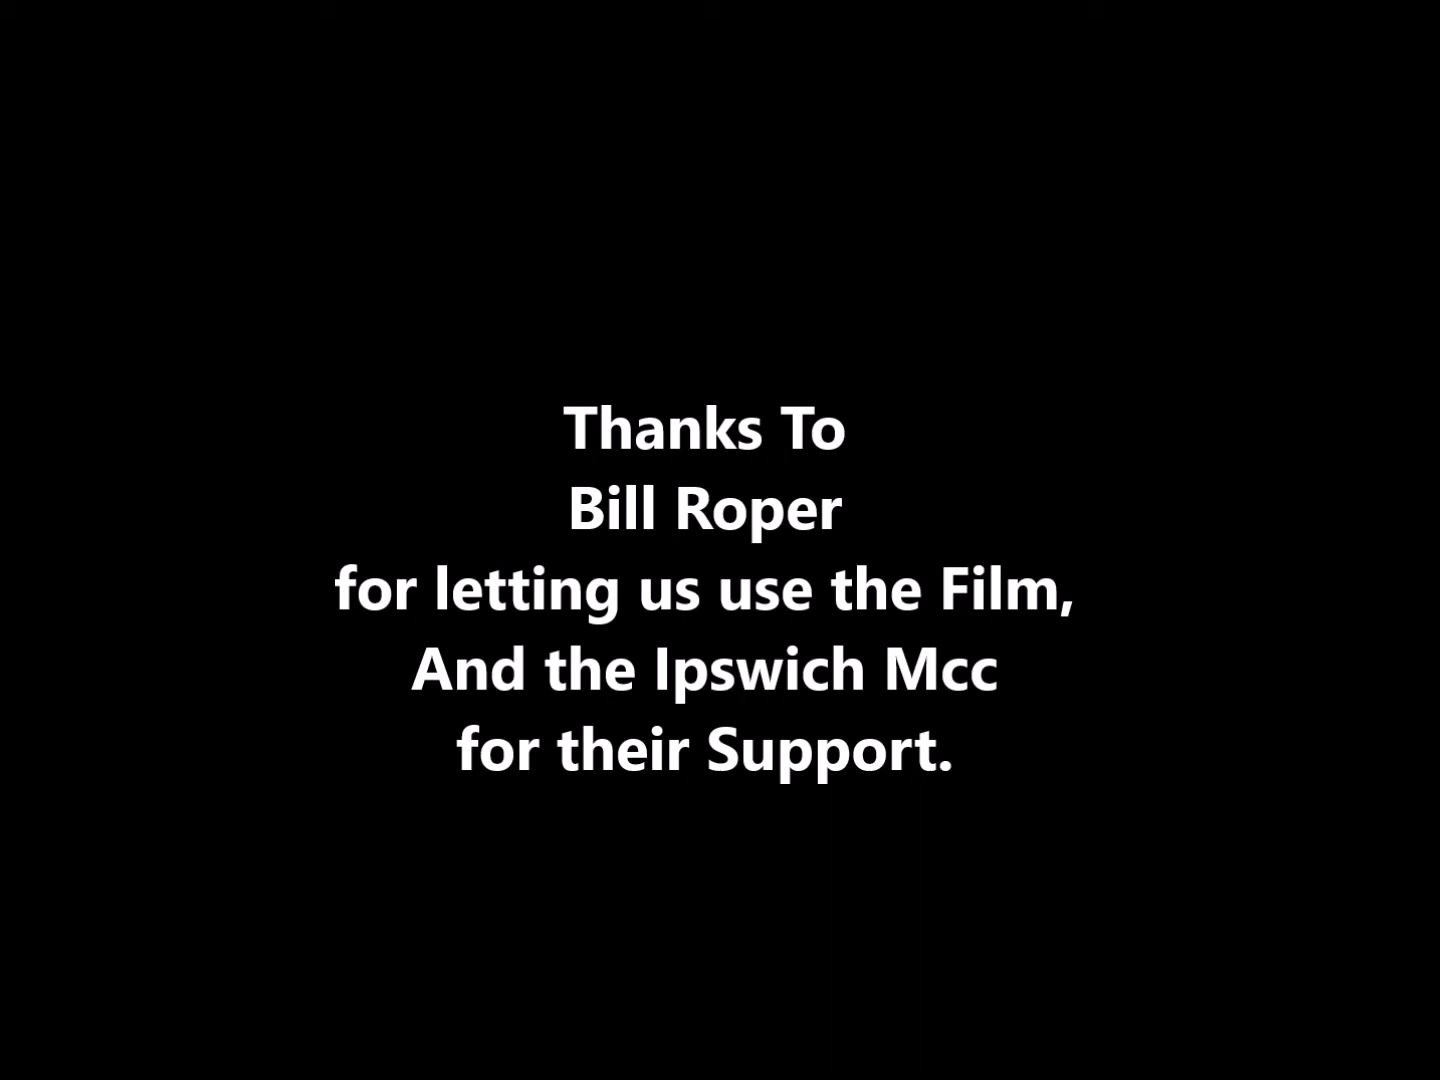 Thanks To
Bill Roper
for letting us use the Film,
And the Ipswich Mcc
for their Support.